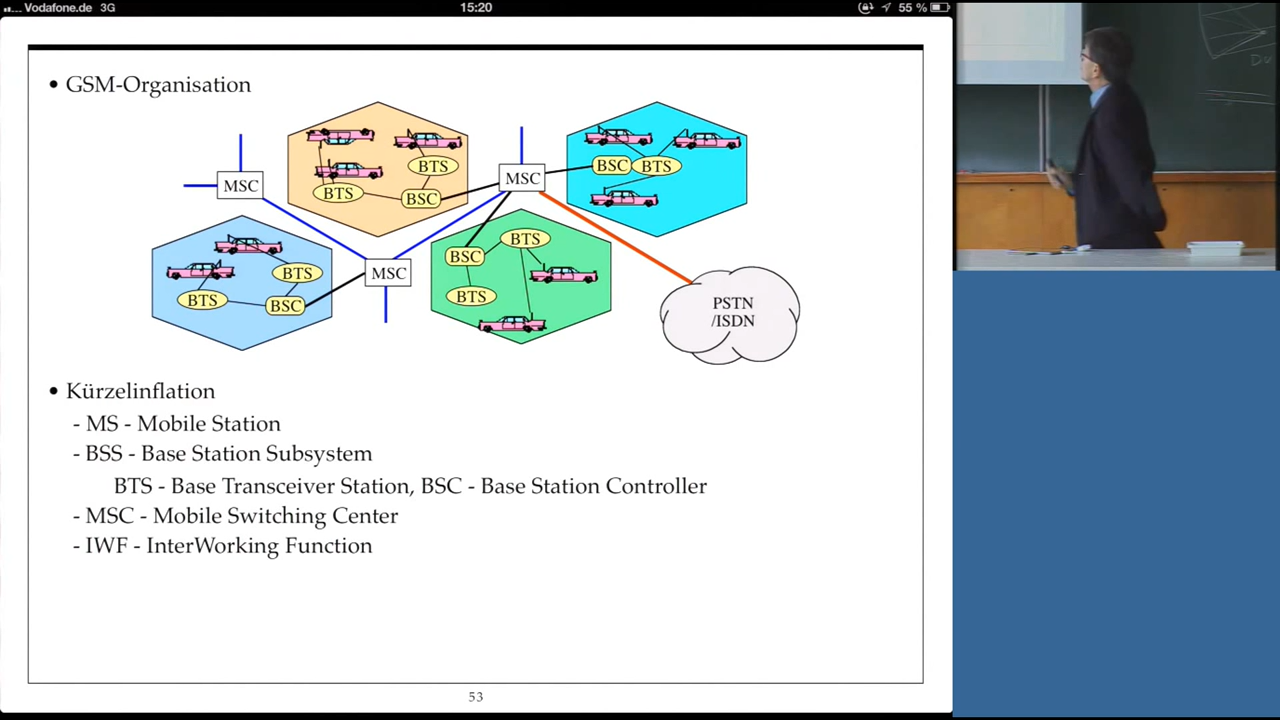 Vodafone.de 3G 15:20 55 %
• GSM-Organisation
MSC
BTS
BTS
BSC
MSC
BSC
BTS
BTS
BTS
BSC
MSC
BSC
BTS
BTS
PSTN
/ISDN
• Kürzelinflation
- MS - Mobile Station
- BSS - Base Station Subsystem
BTS - Base Transceiver Station, BSC - Base Station Controller
- MSC - Mobile Switching Center
- IWF - InterWorking Function
53